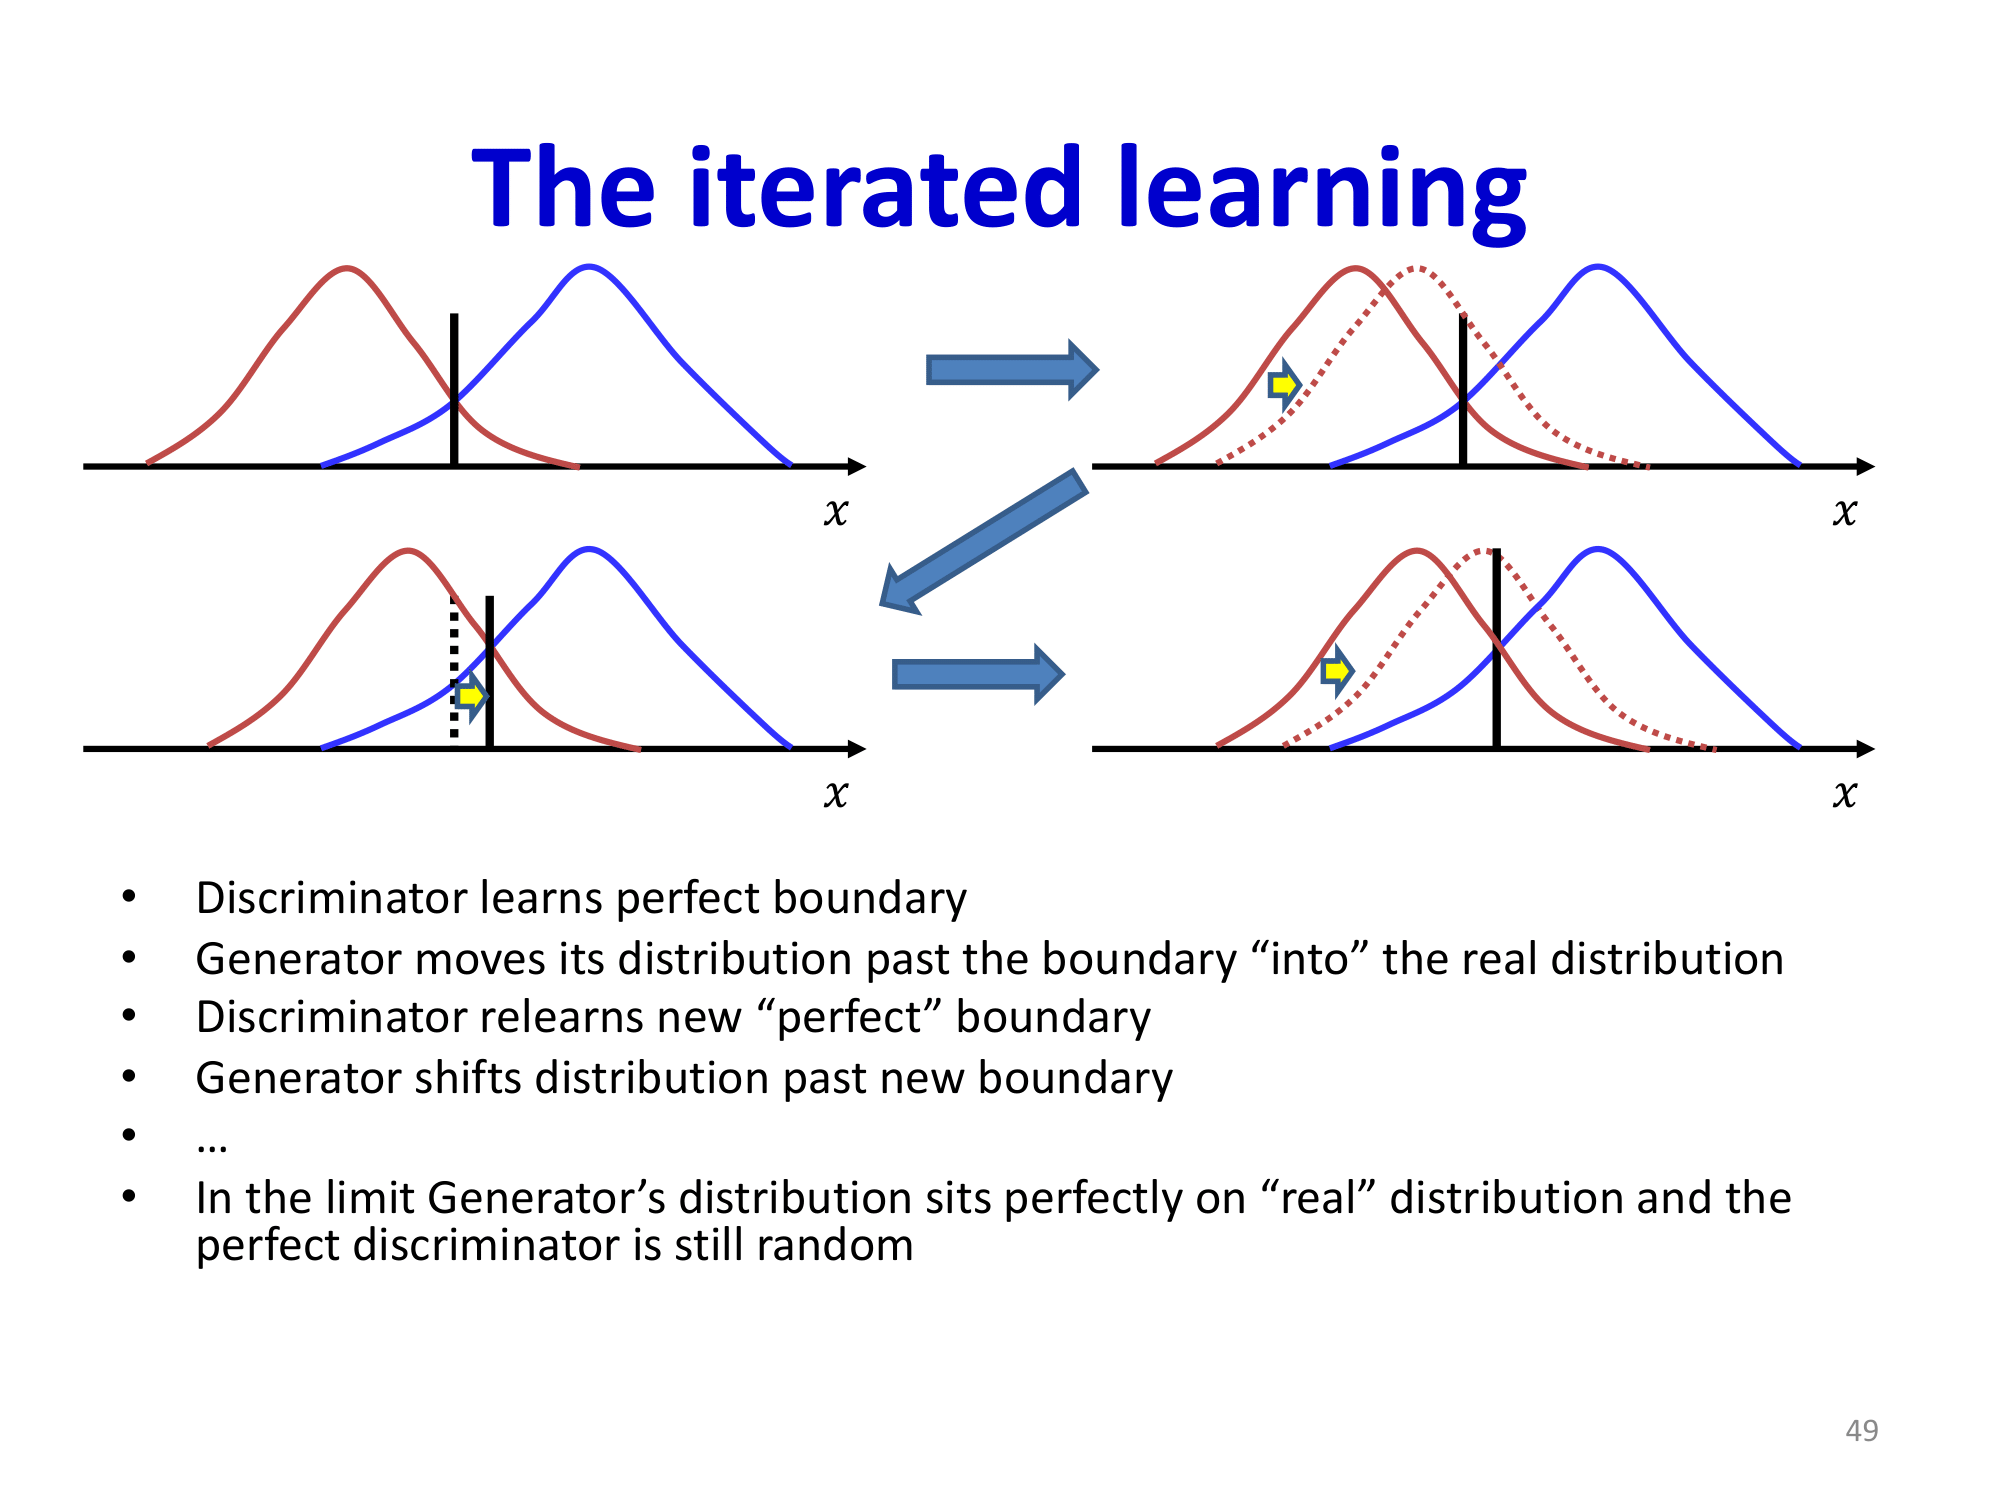 The iterated learning
x
x
x
x
• Discriminator learns perfect boundary
• Generator moves its distribution past the boundary “into” the real distribution
• Discriminator relearns new “perfect” boundary
• Generator shifts distribution past new boundary
• …
• In the limit Generator’s distribution sits perfectly on “real” distribution and the
perfect discriminator is still random
49